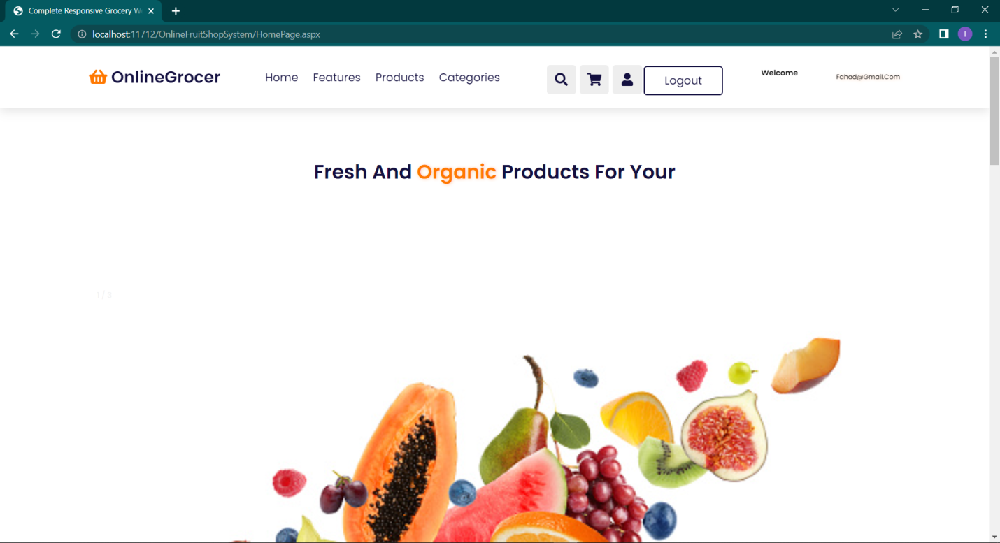 Complete Responsive Grocery W
localhost:11712/OnlineFruitShopSystem/HomePage.aspx
I
OnlineGrocer
Home Features Products Categories
Logout
Welcome
Fahad@Gmail.Com
Fresh And Organic Products For Your
1 / 3